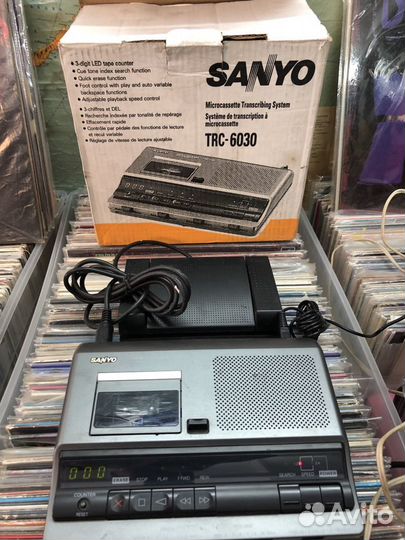 • 3-digit LED tape counter
• Cue tone index search function
• Quick erase function
• Foot control with play and auto variable
backspace functions
• Adjustable playback speed control
• 3-chiffres et DEL
• Recherche indexée par tonalité de repérage
• Effacement rapide
• Contrôle par pédale des fonctions de lecture
et recul variable
• Réglage de vitesse de lecture ajustable
SANYO
Microcassette Transcribing System
Système de transcription à
microcassette
TRC-6030
SANYO
000
ERASE STOP PLAY F FWD REW SEARCH SPEED POWER
COUNTER
RESET
Avito